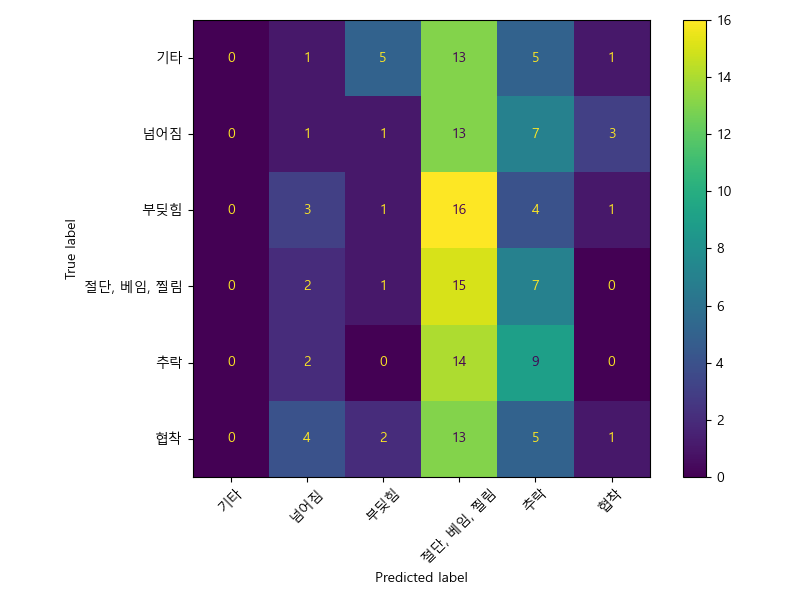 True label
기타 0 1 5 13 5 1
넘어짐 0 1 1 13 7 3
부딪힘 0 3 1 16 4 1
절단, 베임, 찔림 0 2 1 15 7 0
추락 0 2 0 14 9 0
협착 0 4 2 13 5 1
기타 넘어짐 부딪힘 절단, 베임, 찔림 추락 협착
Predicted label
16
14
12
10
8
6
4
2
0